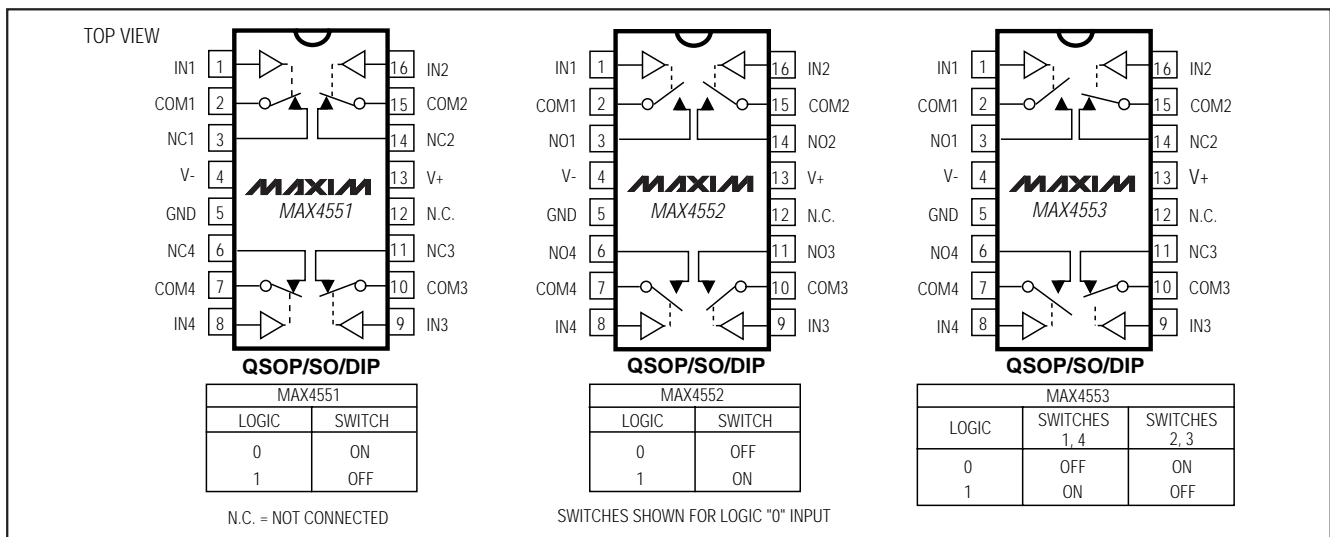 TOP VIEW
IN1 1 16 IN2
COM1 2 15 COM2
NC1 3 14 NC2
V- 4 13 V+
GND 5 12 N.C.
NC4 6 11 NC3
COM4 7 10 COM3
IN4 8 9 IN3
MAXIM
MAX4551
QSOP/SO/DIP
MAX4551
LOGIC SWITCH
0 ON
1 OFF
N.C. = NOT CONNECTED
IN1 1 16 IN2
COM1 2 15 COM2
NO1 3 14 NO2
V- 4 13 V+
GND 5 12 N.C.
NO4 6 11 NO3
COM4 7 10 COM3
IN4 8 9 IN3
MAXIM
MAX4552
QSOP/SO/DIP
MAX4552
LOGIC SWITCH
0 OFF
1 ON
SWITCHES SHOWN FOR LOGIC "0" INPUT
IN1 1 16 IN2
COM1 2 15 COM2
NO1 3 14 NC2
V- 4 13 V+
GND 5 12 N.C.
NO4 6 11 NC3
COM4 7 10 COM3
IN4 8 9 IN3
MAXIM
MAX4553
QSOP/SO/DIP
MAX4553
LOGIC SWITCHES 1, 4 SWITCHES 2, 3
0 OFF ON
1 ON OFF